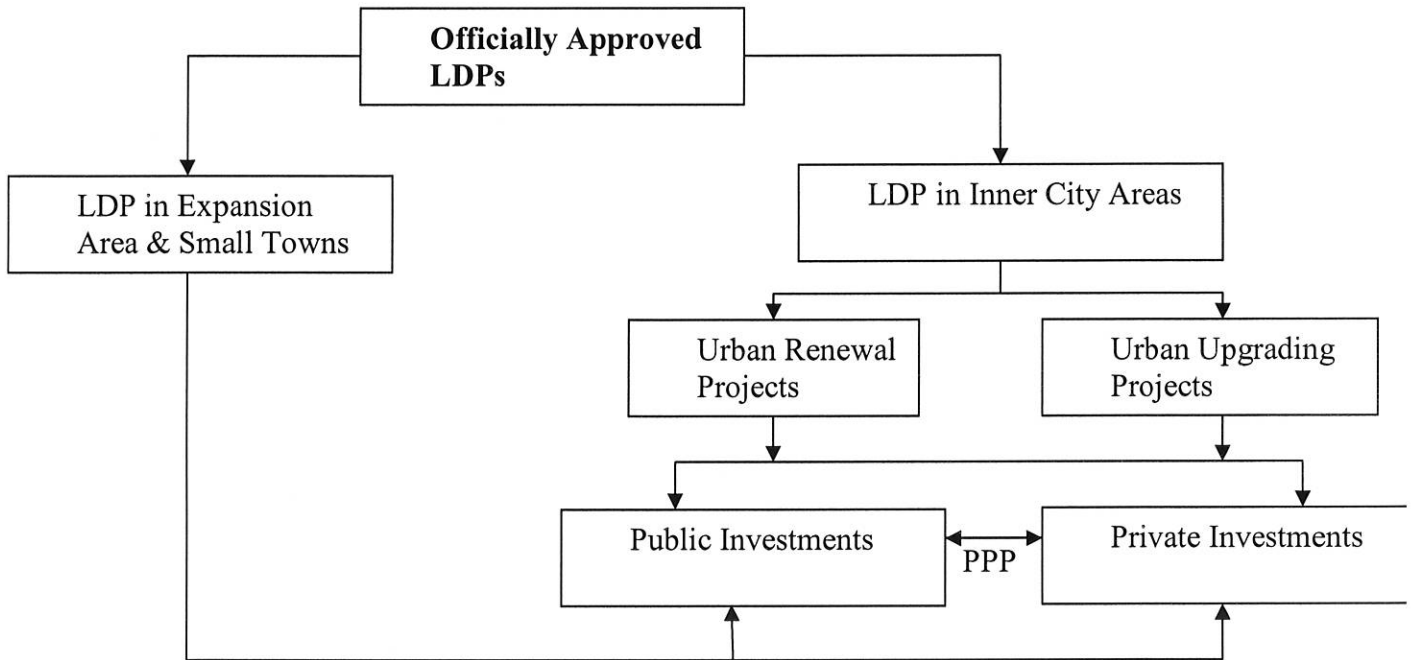 Officially Approved
LDPs
LDP in Expansion
Area & Small Towns
LDP in Inner City Areas
Urban Renewal
Projects
Urban Upgrading
Projects
Public Investments
PPP
Private Investments